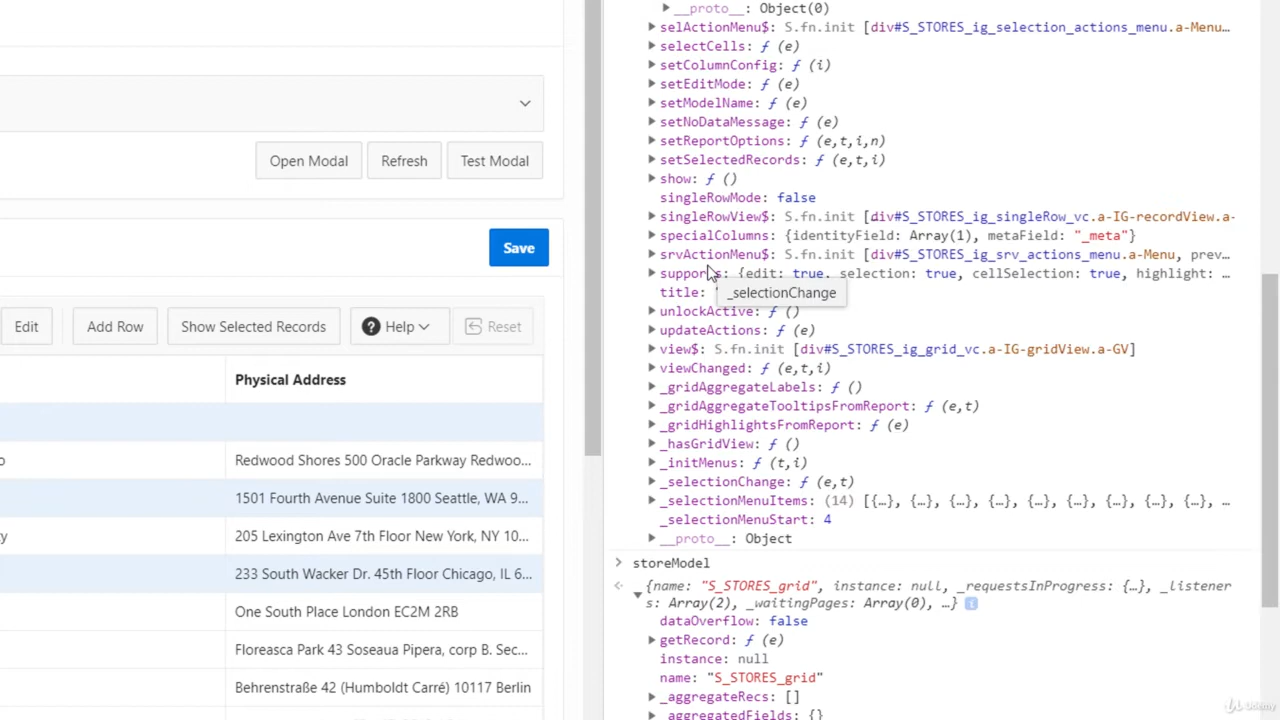 __proto__: Object(0)
selActionMenu$: S.fn.init [div#S_STORES_ig_selection_actions_menu.a-Menu…
selectCells: ƒ (e)
setColumnConfig: ƒ (i)
setEditMode: ƒ (e)
setModelName: ƒ (e)
setNoDataMessage: ƒ (e)
setReportOptions: ƒ (e,t,i,n)
setSelectedRecords: ƒ (e,t,i)
show: ƒ ()
singleRowMode: false
singleRowView$: S.fn.init [div#S_STORES_ig_singleRow_vc.a-IG-recordView.a-
specialColumns: {identityField: Array(1), metaField: "_meta"}
srvActionMenu$: S.fn.init [div#S_STORES_ig_srv_actions_menu.a-Menu, prev…
supports: {edit: true, selection: true, cellSelection: true, highlight: …
title: "
_selectionChange
unlockActive: ƒ ()
updateActions: ƒ (e)
view$: S.fn.init [div#S_STORES_ig_grid_vc.a-IG-gridView.a-GV]
viewChanged: ƒ (e,t,i)
_gridAggregateLabels: ƒ ()
_gridAggregateTooltipsFromReport: ƒ (e,t)
_gridHighlightsFromReport: ƒ (e)
_hasGridView: ƒ ()
_initMenus: ƒ (t,i)
_selectionChange: ƒ (e,t)
_selectionMenuItems: (14) [{…}, {…}, {…}, {…}, {…}, {…}, {…}, {…}, …
_selectionMenuStart: 4
__proto__: Object
storeModel
{name: "S_STORES_grid", instance: null, _requestsInProgress: {…}, _listener
s: Array(2), _waitingPages: Array(0), …}
dataOverflow: false
getRecord: ƒ (e)
instance: null
name: "S_STORES_grid"
_aggregateRecs: []
_aggregatedFields: {}
Open Modal Refresh Test Modal
Save
Edit Add Row Show Selected Records Help Reset
Physical Address
o Redwood Shores 500 Oracle Parkway Redwoo...
1501 Fourth Avenue Suite 1800 Seattle, WA 9...
ty 205 Lexington Ave 7th Floor New York, NY 10...
233 South Wacker Dr. 45th Floor Chicago, IL 6...
One South Place London EC2M 2RB
Floreasca Park 43 Soseaua Pipera, corp B. Sec...
Behrenstraße 42 (Humboldt Carré) 10117 Berlin
Udemy